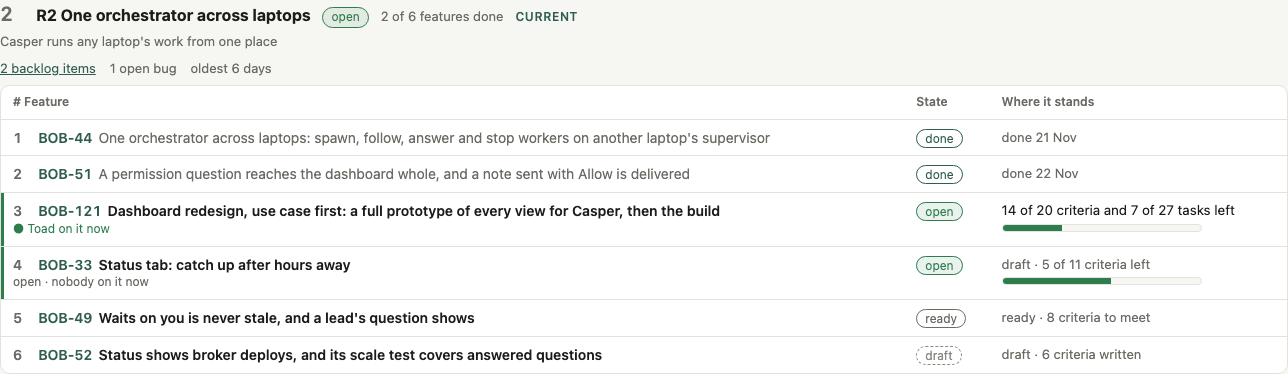 2 R2 One orchestrator across laptops open 2 of 6 features done CURRENT
Casper runs any laptop's work from one place
2 backlog items 1 open bug oldest 6 days
# Feature State Where it stands
1 BOB-44 One orchestrator across laptops: spawn, follow, answer and stop workers on another laptop's supervisor done done 21 Nov
2 BOB-51 A permission question reaches the dashboard whole, and a note sent with Allow is delivered done done 22 Nov
3 BOB-121 Dashboard redesign, use case first: a full prototype of every view for Casper, then the build open 14 of 20 criteria and 7 of 27 tasks left
Toad on it now
4 BOB-33 Status tab: catch up after hours away open draft · 5 of 11 criteria left
open · nobody on it now
5 BOB-49 Waits on you is never stale, and a lead's question shows ready ready · 8 criteria to meet
6 BOB-52 Status shows broker deploys, and its scale test covers answered questions draft draft · 6 criteria written